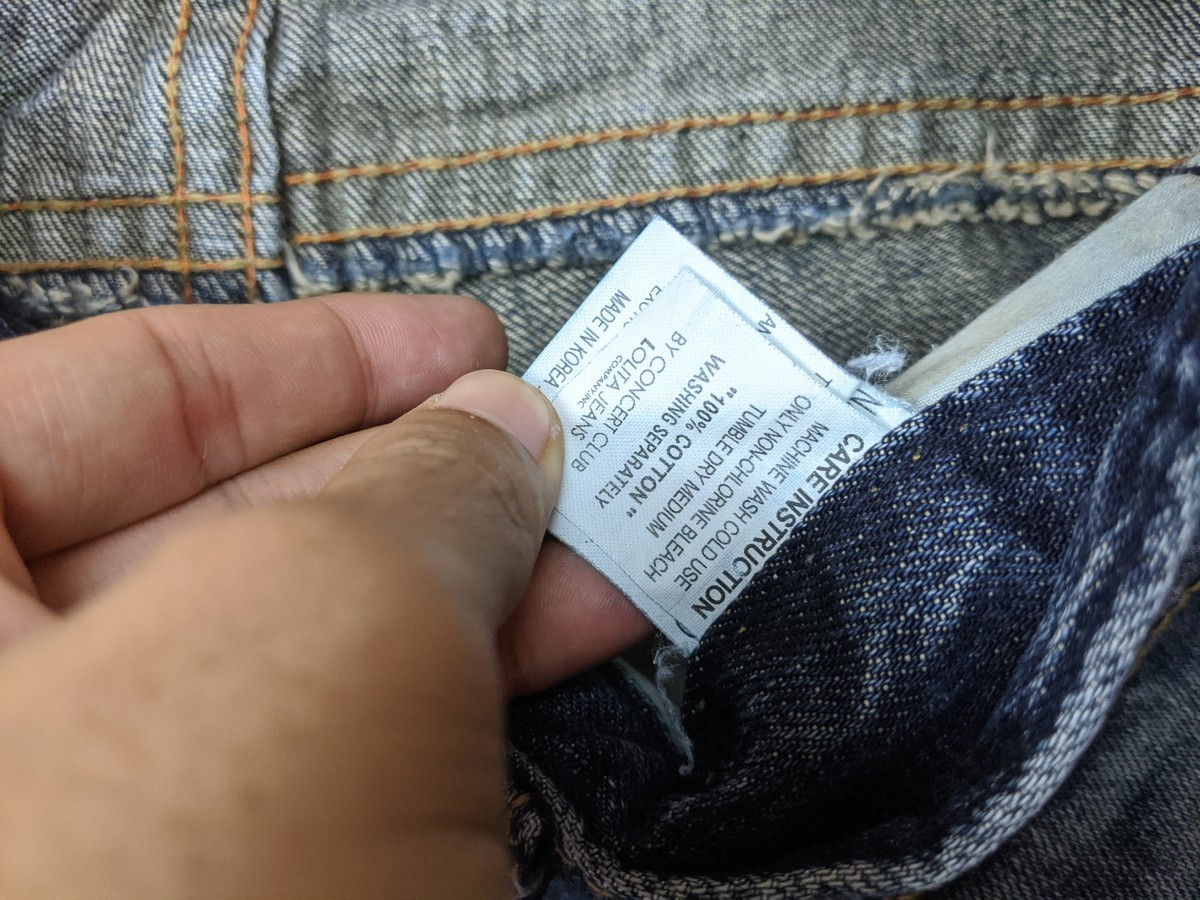 CARE INSTRUCTION
MACHINE WASH COLD USE
ONLY NON-CHLORINE BLEACH
TUMBLE DRY MEDIUM
"100% COTTON"
WASHING SEPARATELY
BY CONCERT CLUB
LOLITA JEANS
COMPANY.INC
MADE IN KOREA